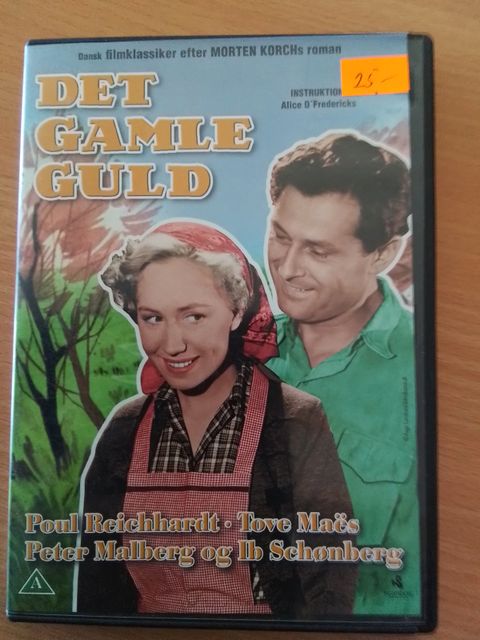 Dansk filmklassiker efter MORTEN KORCHs roman
25,-
DET
GAMLE
GULD
INSTRUKTION
Alice O'Fredericks
Poul Reichhardt · Tove Maës
Peter Malberg og Ib Schønberg
A